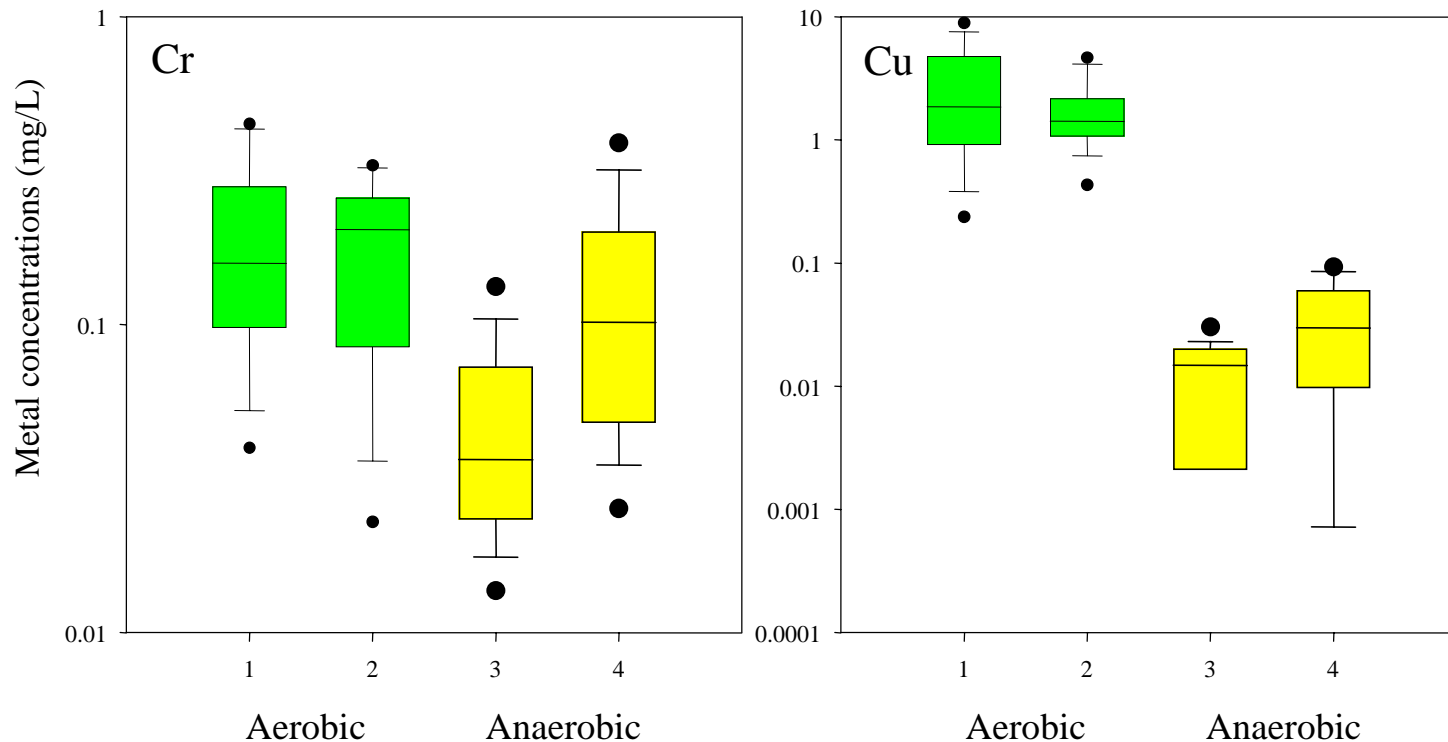 Metal concentrations (mg/L)
1
0.1
0.01
Cr
1 2 3 4
Aerobic Anaerobic
10
1
0.1
0.01
0.001
0.0001
Cu
1 2 3 4
Aerobic Anaerobic